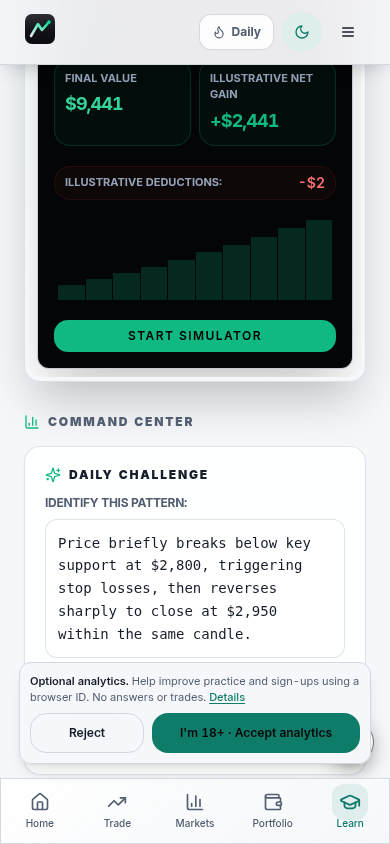 Daily
FINAL VALUE
$9,441
ILLUSTRATIVE NET
GAIN
+$2,441
ILLUSTRATIVE DEDUCTIONS:
-$2
START SIMULATOR
COMMAND CENTER
DAILY CHALLENGE
IDENTIFY THIS PATTERN:
Price briefly breaks below key
support at $2,800, triggering
stop losses, then reverses
sharply to close at $2,950
within the same candle.
Optional analytics. Help improve practice and sign-ups using a
browser ID. No answers or trades. Details
Reject
I'm 18+ · Accept analytics
Home
Trade
Markets
Portfolio
Learn